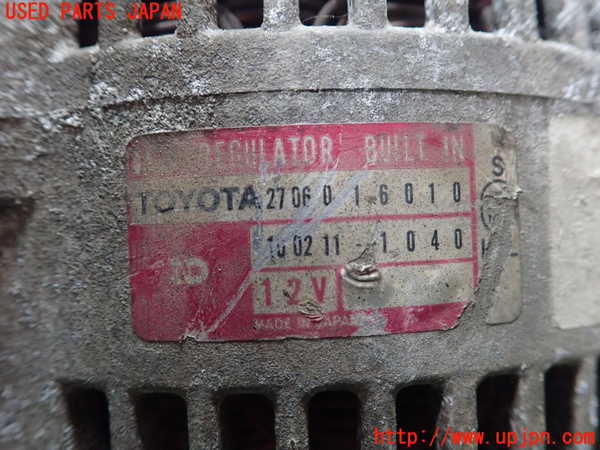 USED PARTS JAPAN
REGULATOR BUILT IN
TOYOTA 27060 16010
100211-1040
12V
MADE IN JAPAN
S
L
http://www.upjpn.com/